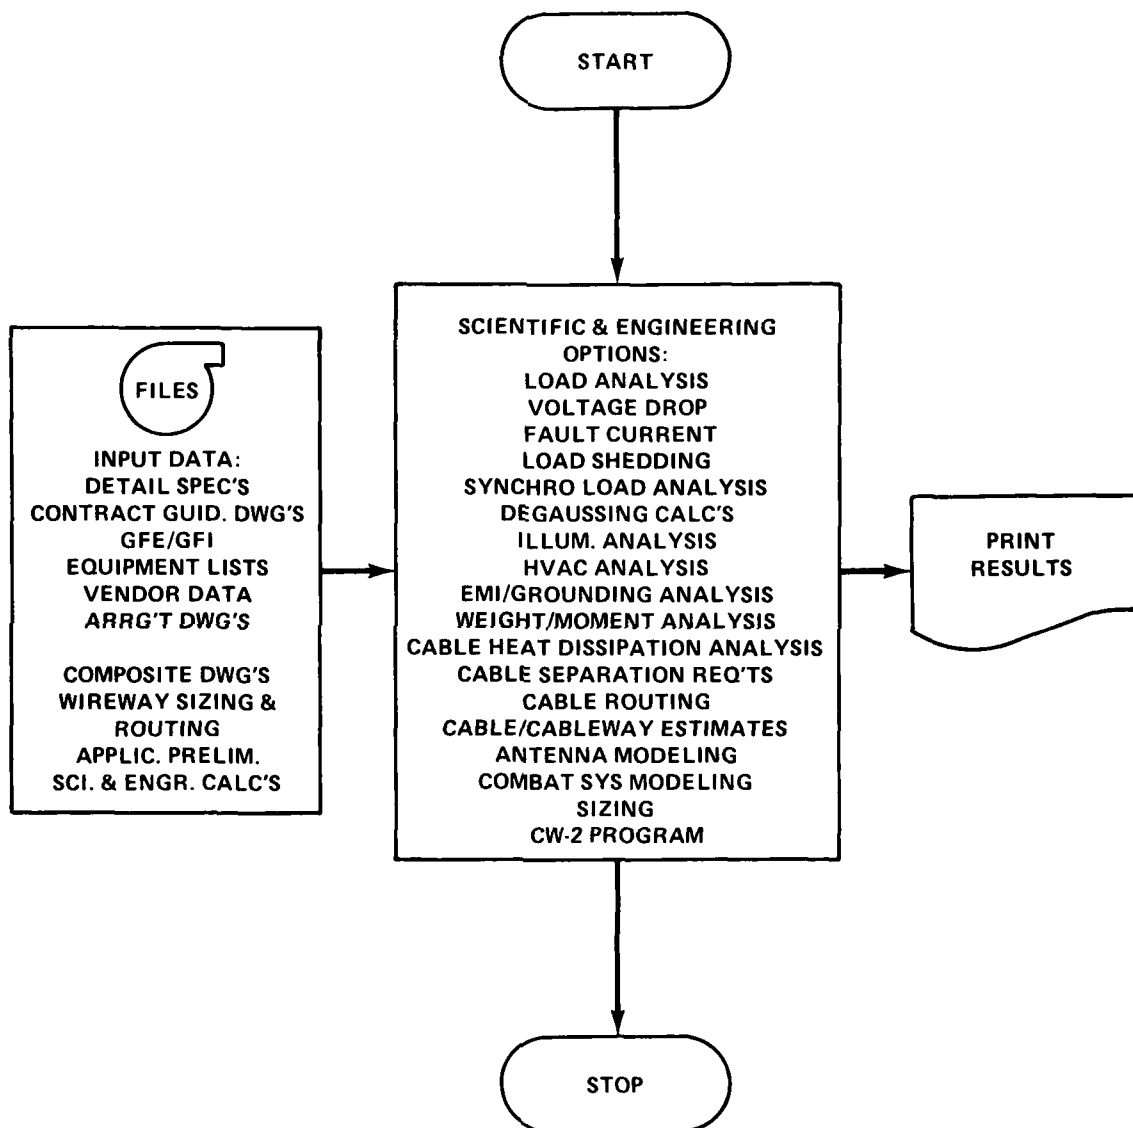 START
FILES
INPUT DATA:
DETAIL SPEC'S
CONTRACT GUID. DWG'S
GFE/GFI
EQUIPMENT LISTS
VENDOR DATA
ARRG'T DWG'S
COMPOSITE DWG'S
WIREWAY SIZING &
ROUTING
APPLIC. PRELIM.
SCI. & ENGR. CALC'S
SCIENTIFIC & ENGINEERING
OPTIONS:
LOAD ANALYSIS
VOLTAGE DROP
FAULT CURRENT
LOAD SHEDDING
SYNCHRO LOAD ANALYSIS
DEGAUSSING CALC'S
ILLUM. ANALYSIS
HVAC ANALYSIS
EMI/GROUNDING ANALYSIS
WEIGHT/MOMENT ANALYSIS
CABLE HEAT DISSIPATION ANALYSIS
CABLE SEPARATION REQ'TS
CABLE ROUTING
CABLE/CABLEWAY ESTIMATES
ANTENNA MODELING
COMBAT SYS MODELING
SIZING
CW-2 PROGRAM
PRINT
RESULTS
STOP